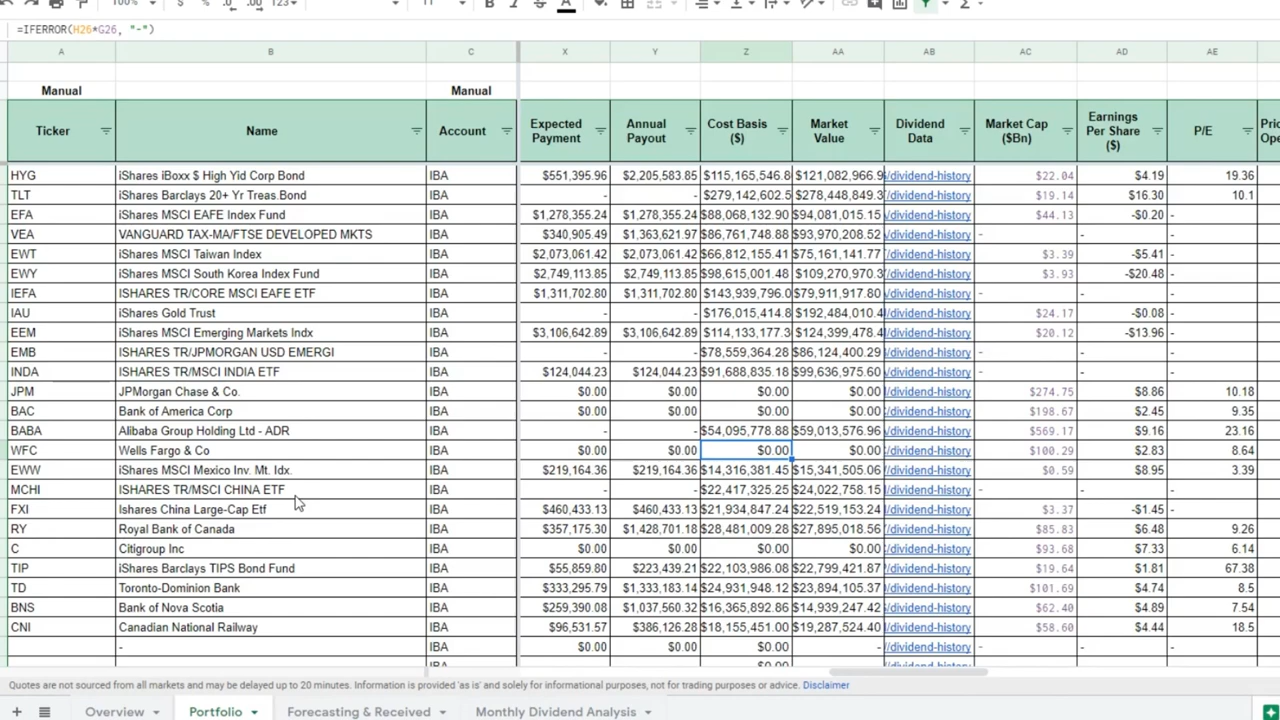 100%
$ % .0 .00 123
11 B I S A Σ
=IFERROR(H26*G26, "-")
A B C X Y Z AA AB AC AD AE
Manual Manual
Ticker Name Account Expected Payment Annual Payout Cost Basis ($) Market Value Dividend Data Market Cap ($Bn) Earnings Per Share ($) P/E
HYG iShares iBoxx $ High Yid Corp Bond IBA $551,395.96 $2,205,583.85 $115,165,546.8 $121,082,966.9 /dividend-history $22.04 $4.19 19.36
TLT iShares Barclays 20+ Yr Treas.Bond IBA - - $279,142,602.5 $278,448,849.3 /dividend-history $19.14 $16.30 10.1
EFA iShares MSCI EAFE Index Fund IBA $1,278,355.24 $1,278,355.24 $88,068,132.90 $94,081,015.15 /dividend-history $44.13 -$0.20 -
VEA VANGUARD TAX-MA/FTSE DEVELOPED MKTS IBA $340,905.49 $1,363,621.97 $86,761,748.88 $93,970,208.52 /dividend-history - - -
EWT iShares MSCI Taiwan Index IBA $2,073,061.42 $2,073,061.42 $66,812,155.41 $75,161,141.77 /dividend-history $3.39 -$5.41 -
EWY iShares MSCI South Korea Index Fund IBA $2,749,113.85 $2,749,113.85 $98,615,001.48 $109,270,970.3 /dividend-history $3.93 -$20.48 -
IEFA ISHARES TR/CORE MSCI EAFE ETF IBA $1,311,702.80 $1,311,702.80 $143,939,796.0 $79,911,917.80 /dividend-history - - -
IAU iShares Gold Trust IBA - - $176,015,414.8 $192,484,010.4 /dividend-history $24.17 -$0.08 -
EEM iShares MSCI Emerging Markets Indx IBA $3,106,642.89 $3,106,642.89 $114,133,177.3 $124,399,478.4 /dividend-history $20.12 -$13.96 -
EMB ISHARES TR/JPMORGAN USD EMERGI IBA - - $78,559,364.28 $86,124,400.29 /dividend-history - - -
INDA ISHARES TR/MSCI INDIA ETF IBA $124,044.23 $124,044.23 $91,688,835.18 $99,636,975.60 /dividend-history - - -
JPM JPMorgan Chase & Co. IBA $0.00 $0.00 $0.00 $0.00 /dividend-history $274.75 $8.86 10.18
BAC Bank of America Corp IBA $0.00 $0.00 $0.00 $0.00 /dividend-history $198.67 $2.45 9.35
BABA Alibaba Group Holding Ltd - ADR IBA - - $54,095,778.88 $59,013,576.96 /dividend-history $569.17 $9.16 23.16
WFC Wells Fargo & Co IBA $0.00 $0.00 $0.00 $0.00 /dividend-history $100.29 $2.83 8.64
EWW iShares MSCI Mexico Inv. Mt. Idx. IBA $219,164.36 $219,164.36 $14,316,381.45 $15,341,505.06 /dividend-history $0.59 $8.95 3.39
MCHI ISHARES TR/MSCI CHINA ETF IBA - - $22,417,325.25 $24,022,758.15 /dividend-history - - -
FXI Ishares China Large-Cap Etf IBA $460,433.13 $460,433.13 $21,934,847.24 $22,519,153.24 /dividend-history $3.37 -$1.45 -
RY Royal Bank of Canada IBA $357,175.30 $1,428,701.18 $28,481,009.28 $27,895,018.56 /dividend-history $85.83 $6.48 9.26
C Citigroup Inc IBA $0.00 $0.00 $0.00 $0.00 /dividend-history $93.68 $7.33 6.14
TIP iShares Barclays TIPS Bond Fund IBA $55,859.80 $223,439.21 $22,103,986.08 $22,799,421.87 /dividend-history $19.64 $1.81 67.38
TD Toronto-Dominion Bank IBA $333,295.79 $1,333,183.14 $24,931,948.12 $23,894,105.37 /dividend-history $101.69 $4.74 8.5
BNS Bank of Nova Scotia IBA $259,390.08 $1,037,560.32 $16,365,892.86 $14,939,247.42 /dividend-history $62.40 $4.89 7.54
CNI Canadian National Railway IBA $96,531.57 $386,126.28 $18,155,451.00 $19,287,524.40 /dividend-history $58.60 $4.44 18.5
- IBA $0.00 $0.00 $0.00 - /dividend-history - - -
Quotes are not sourced from all markets and may be delayed up to 20 minutes. Information is provided 'as is' and solely for informational purposes, not for trading purposes or advice. Disclaimer
+ Overview Portfolio Forecasting & Received Monthly Dividend Analysis